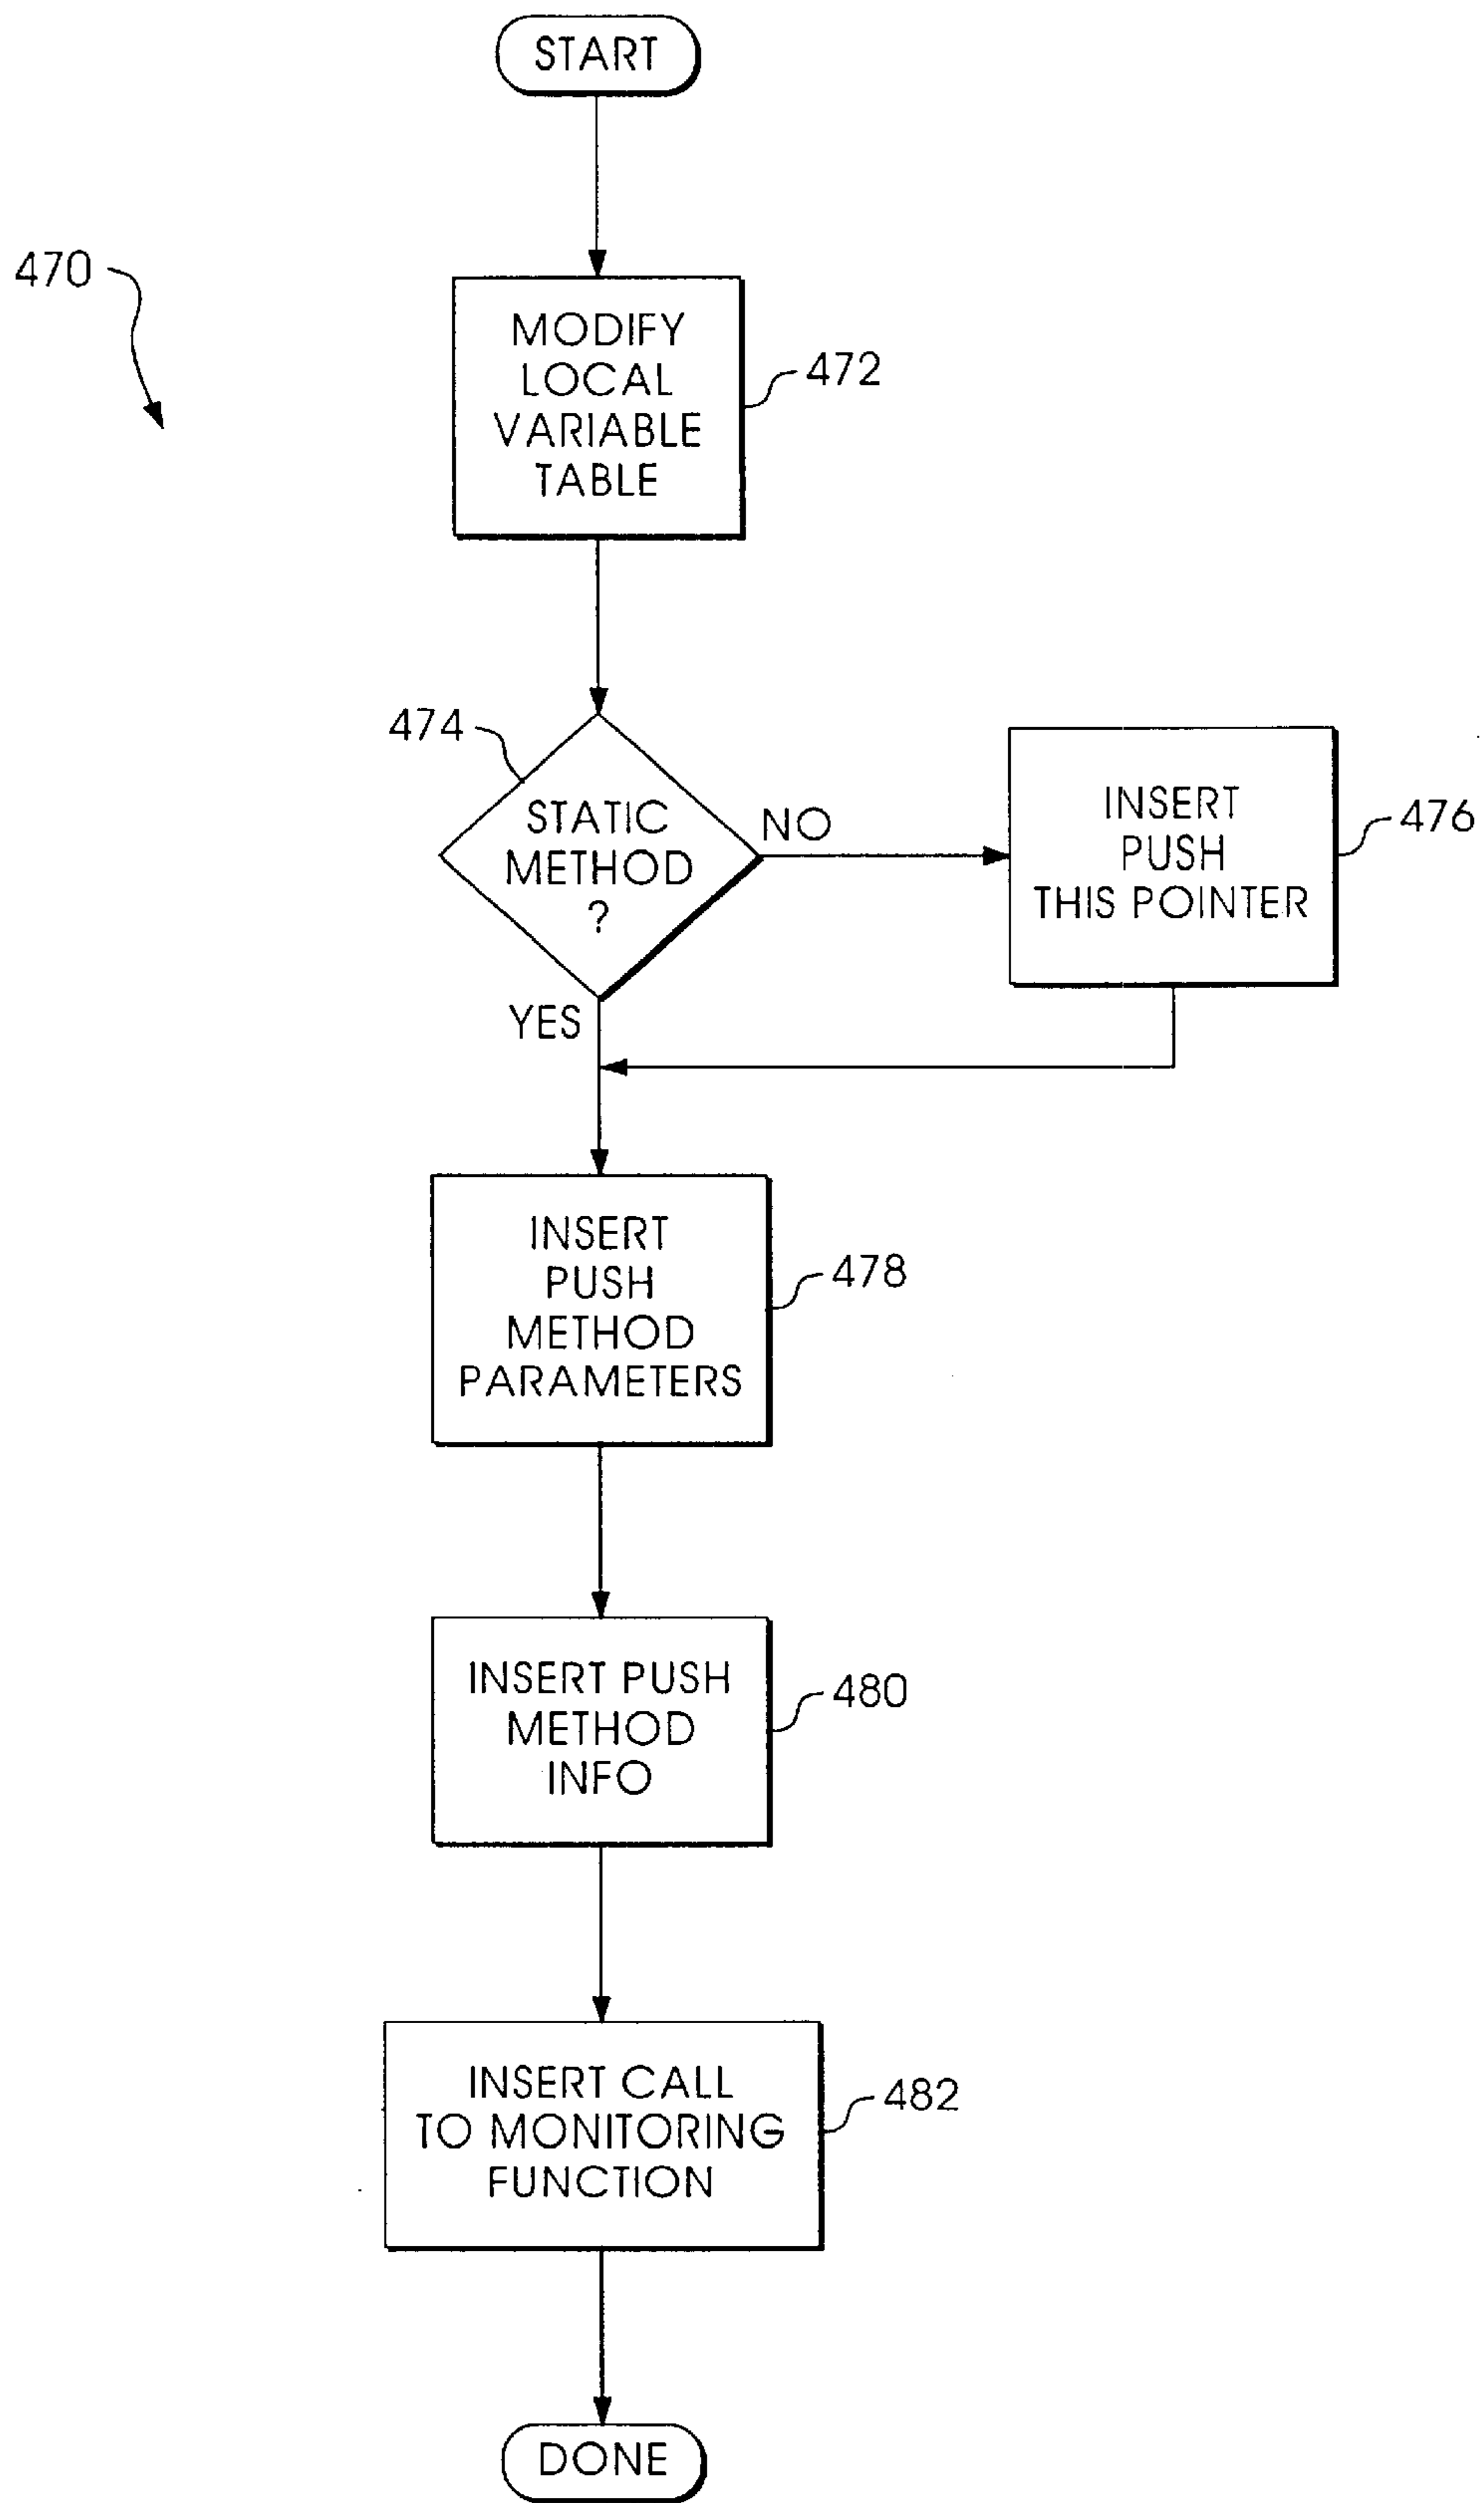 START
470
MODIFY
LOCAL
VARIABLE
TABLE
472
474
STATIC
METHOD
?
NO
YES
INSERT
PUSH
THIS POINTER
476
INSERT
PUSH
METHOD
PARAMETERS
478
INSERT PUSH
METHOD
INFO
480
INSERT CALL
TO MONITORING
FUNCTION
482
DONE